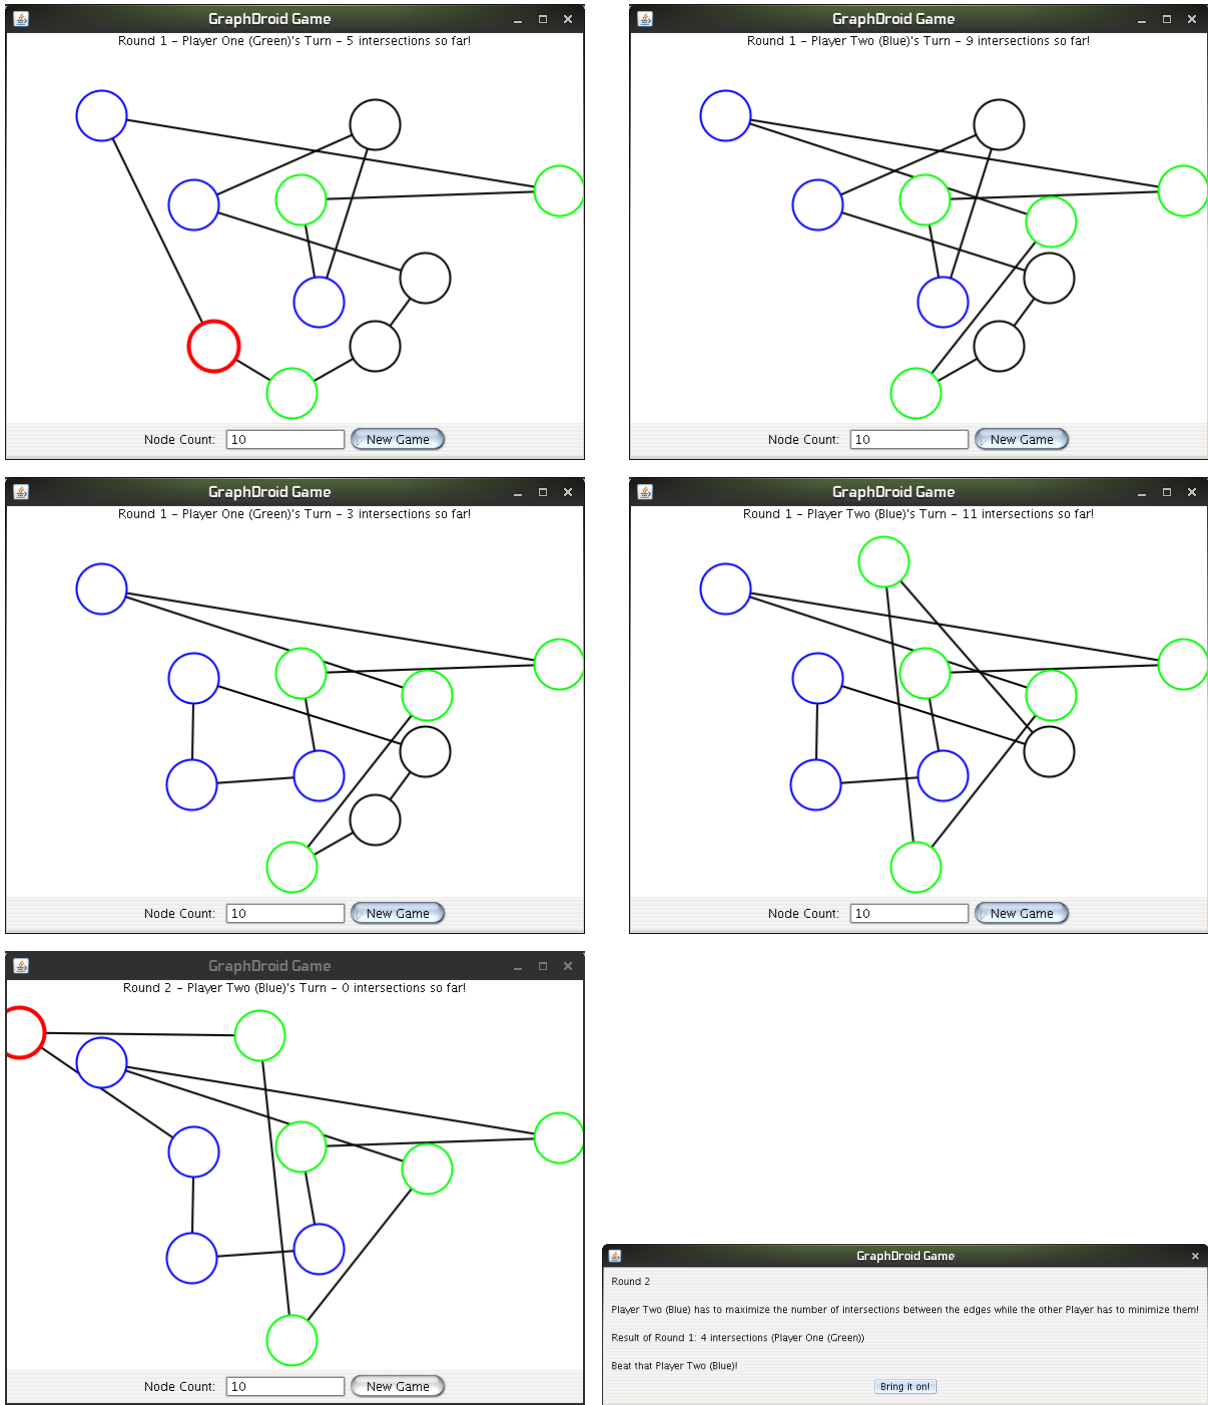 GraphDroid Game
Round 1 - Player One (Green)'s Turn - 5 intersections so far!
Node Count: 10 New Game
GraphDroid Game
Round 1 - Player Two (Blue)'s Turn - 9 intersections so far!
Node Count: 10 New Game
GraphDroid Game
Round 1 - Player One (Green)'s Turn - 3 intersections so far!
Node Count: 10 New Game
GraphDroid Game
Round 1 - Player Two (Blue)'s Turn - 11 intersections so far!
Node Count: 10 New Game
GraphDroid Game
Round 2 - Player Two (Blue)'s Turn - 0 intersections so far!
Node Count: 10 New Game
GraphDroid Game
Round 2
Player Two (Blue) has to maximize the number of intersections between the edges while the other Player has to minimize them!
Result of Round 1: 4 intersections (Player One (Green))
Beat that Player Two (Blue)!
Bring it on!